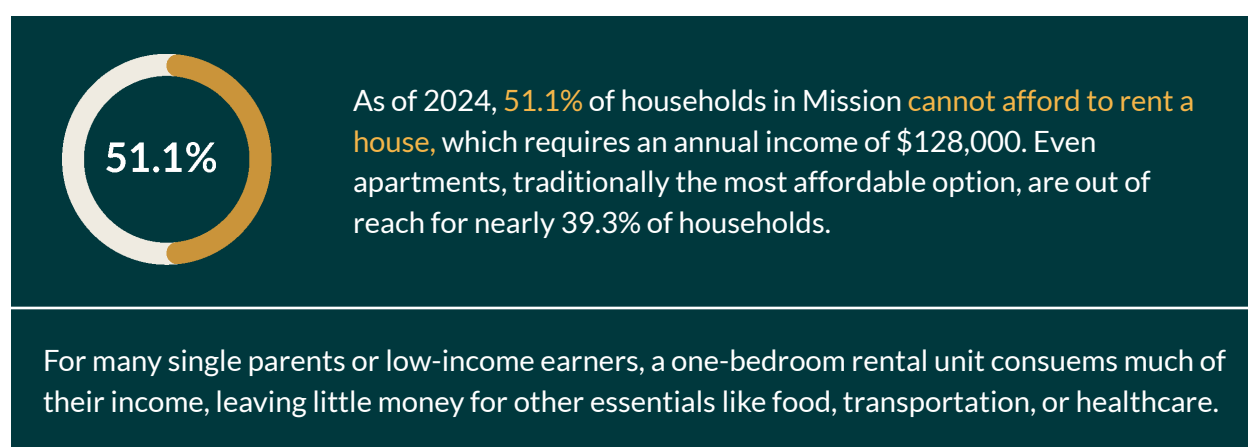 51.1%
As of 2024, 51.1% of households in Mission cannot afford to rent a
house, which requires an annual income of $128,000. Even
apartments, traditionally the most affordable option, are out of
reach for nearly 39.3% of households.
For many single parents or low-income earners, a one-bedroom rental unit consuems much of
their income, leaving little money for other essentials like food, transportation, or healthcare.